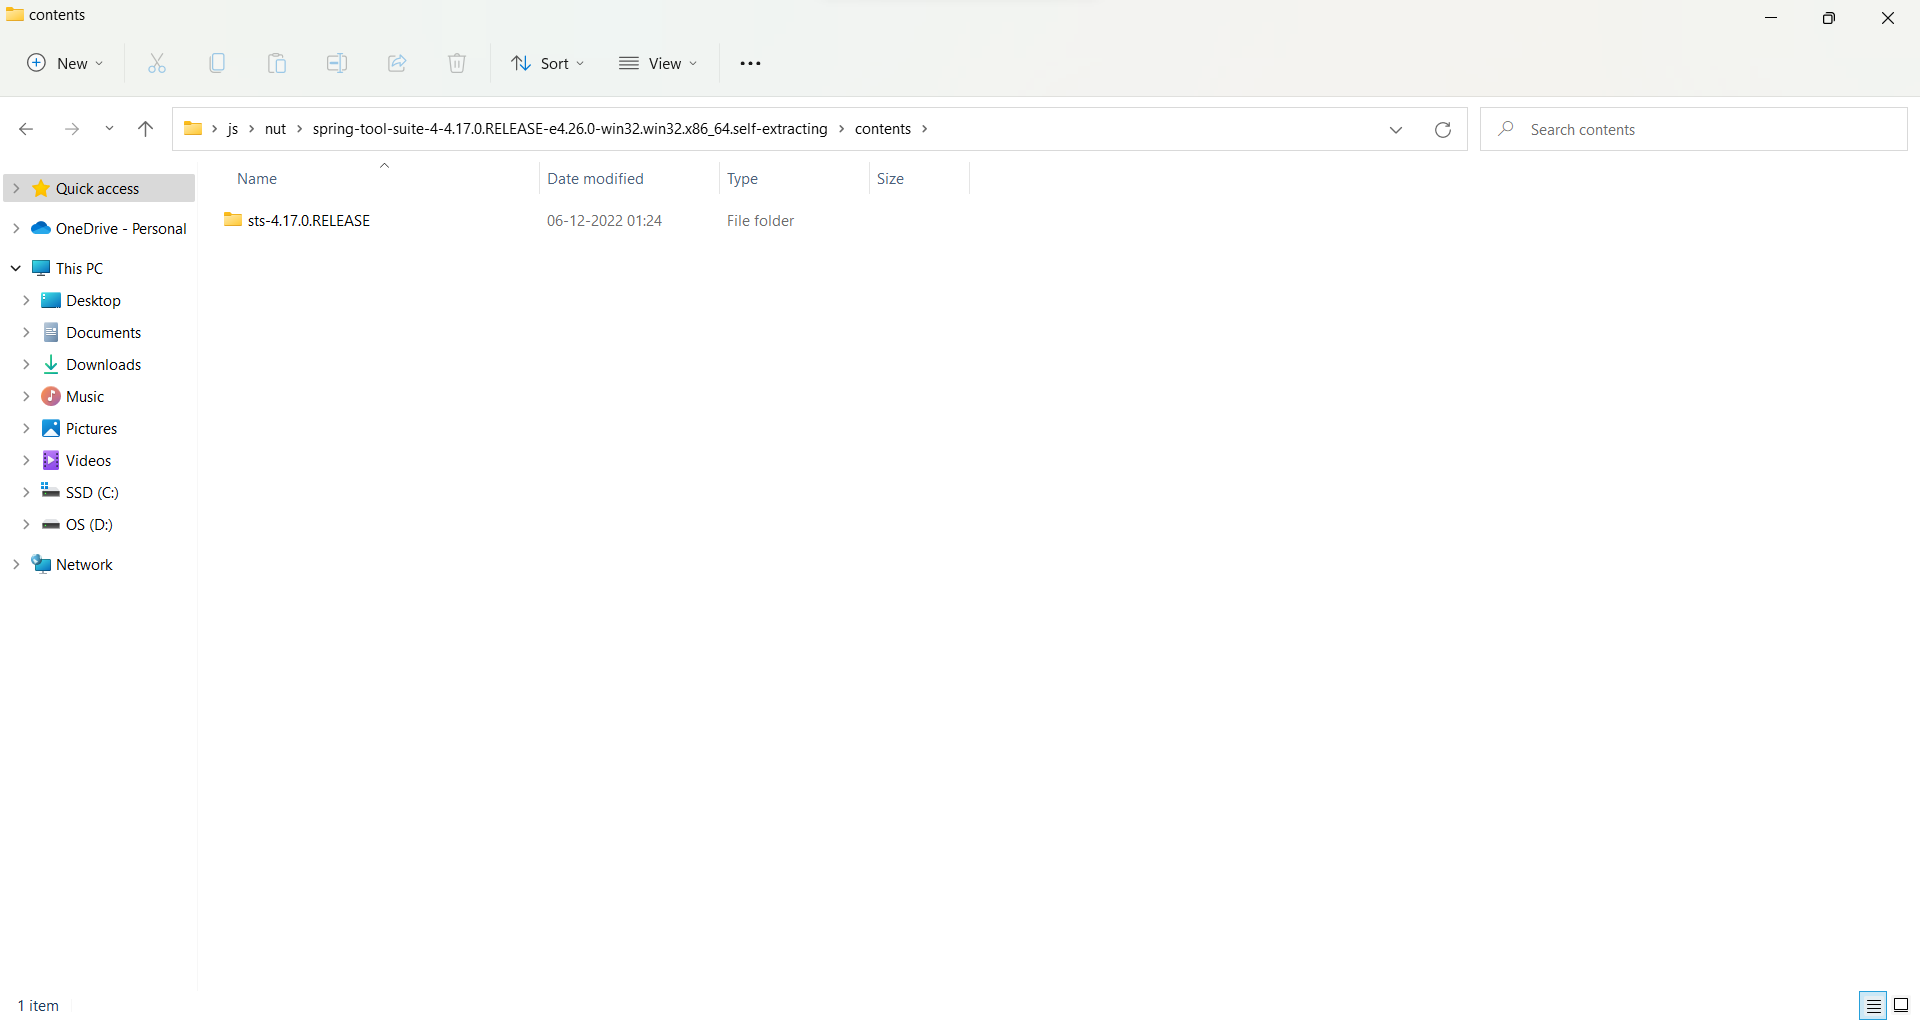 contents
New
Sort
View
js
nut
spring-tool-suite-4-4.17.0.RELEASE-e4.26.0-win32.win32.x86_64.self-extracting
contents
Search contents
Name
Date modified
Type
Size
sts-4.17.0.RELEASE
06-12-2022 01:24
File folder
Quick access
OneDrive - Personal
This PC
Desktop
Documents
Downloads
Music
Pictures
Videos
SSD (C:)
OS (D:)
Network
1 item